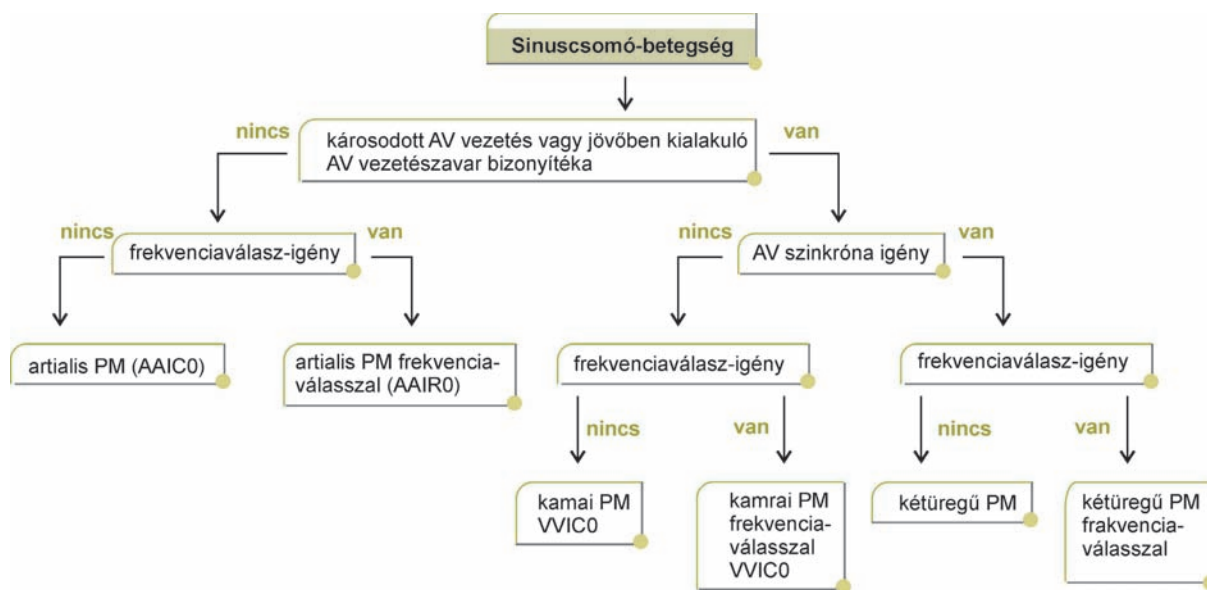 Sinuscsomó-betegség
nincs
károsodott AV vezetés vagy jövőben kialakuló
AV vezetészavar bizonyítéka
van
nincs
frekvenciaválasz-igény
van
nincs
AV szinkróna igény
van
artialis PM (AAIC0)
artialis PM frekvencia-
válasszal (AAIR0)
frekvenciaválasz-igény
frekvenciaválasz-igény
nincs
van
nincs
van
kamai PM
VVIC0
kamrai PM
frekvencia-
válasszal
VVIC0
kétüregű PM
kétüregű PM
frakvencia-
válasszal